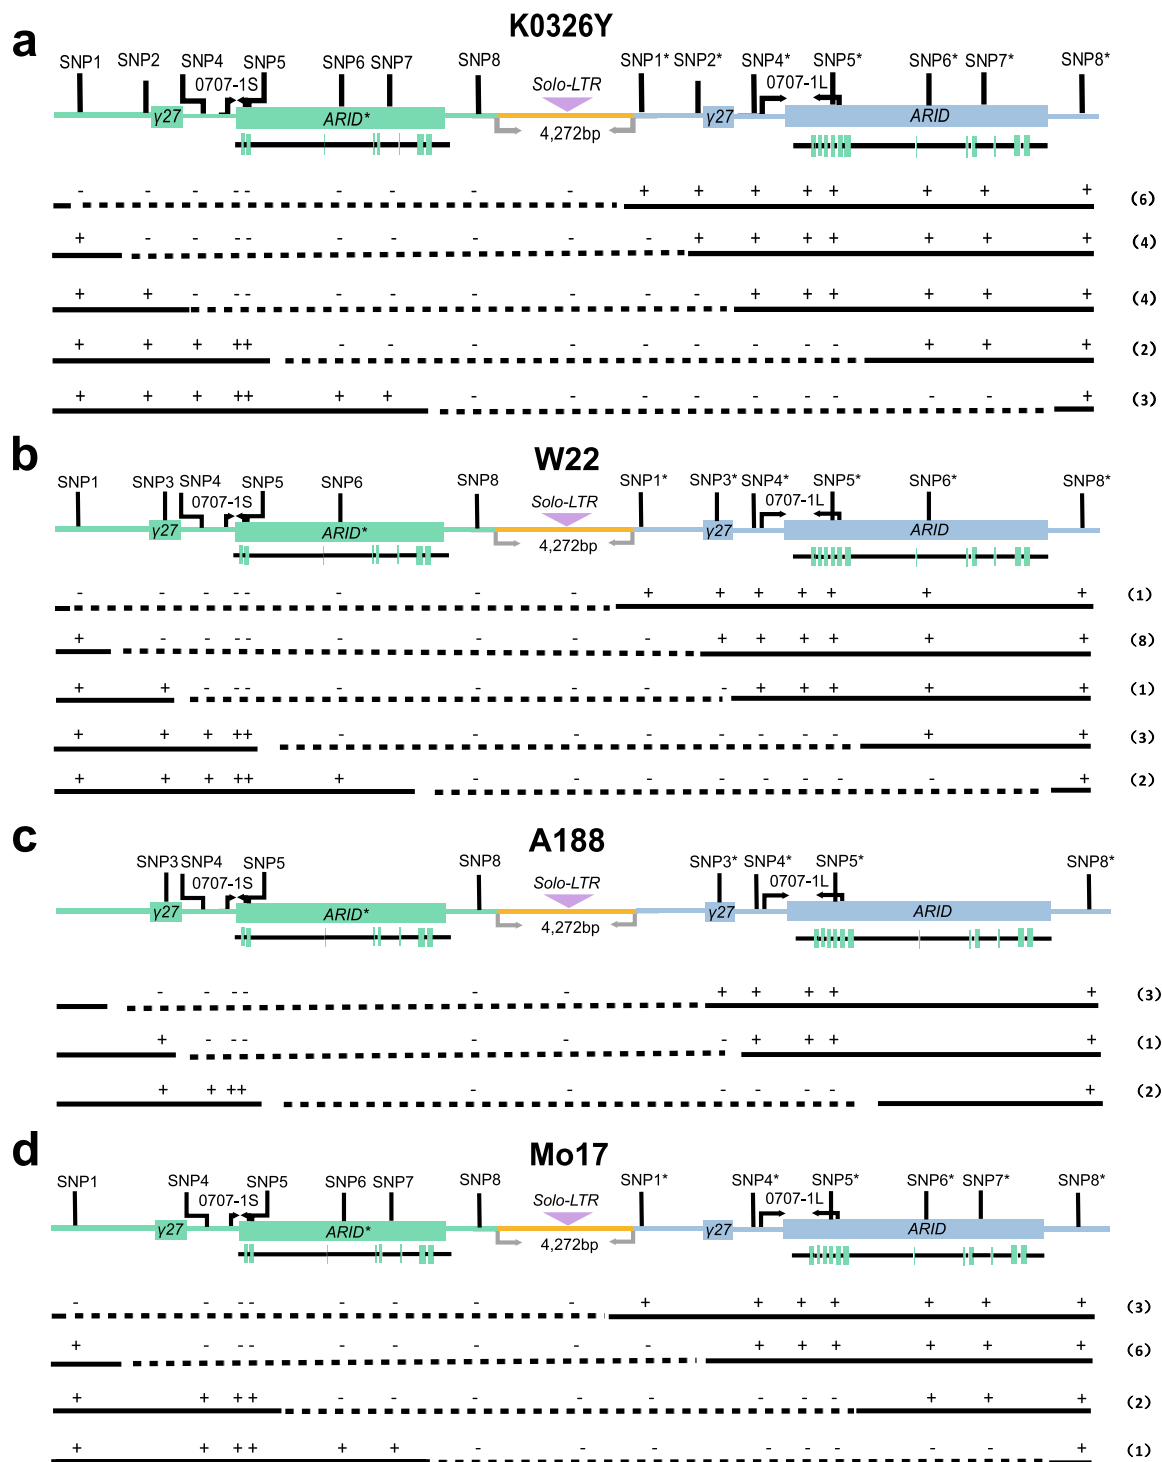 a K0326Y
SNP1 SNP2 SNP4 SNP5 SNP6 SNP7 SNP8 Solo-LTR SNP1* SNP2* SNP4* SNP5* SNP6* SNP7* SNP8*
0707-1S 0707-1L
γ27 ARID* 4,272bp γ27 ARID
- - - -- - - - - + + + + + + + + (6)
+ - - -- - - - - - + + + + + + + (4)
+ + - -- - - - - - - + + + + + + (4)
+ + + ++ - - - - - - - - - + + + (2)
+ + + ++ + + - - - - - - - - - + (3)
b W22
SNP1 SNP3 SNP4 SNP5 SNP6 SNP8 Solo-LTR SNP1* SNP3* SNP4* SNP5* SNP6* SNP8*
0707-1S 0707-1L
γ27 ARID* 4,272bp γ27 ARID
- - - -- - - - + + + + + + + (1)
+ - - -- - - - - + + + + + + (8)
+ + - -- - - - - - + + + + + (1)
+ + + ++ - - - - - - - - + + (3)
+ + + ++ + - - - - - - - - + (2)
c A188
SNP3 SNP4 SNP5 SNP8 Solo-LTR SNP3* SNP4* SNP5* SNP8*
0707-1S 0707-1L
γ27 ARID* 4,272bp γ27 ARID
- - -- - - + + + + + (3)
+ - -- - - - + + + + (1)
+ + ++ - - - - - - + (2)
d Mo17
SNP1 SNP4 SNP5 SNP6 SNP7 SNP8 Solo-LTR SNP1* SNP4* SNP5* SNP6* SNP7* SNP8*
0707-1S 0707-1L
γ27 ARID* 4,272bp γ27 ARID
- - -- - - - - + + + + + + + (3)
+ - -- - - - - - + + + + + + (6)
+ + ++ - - - - - - - - + + + (2)
+ + ++ + + - - - - - - - - + (1)